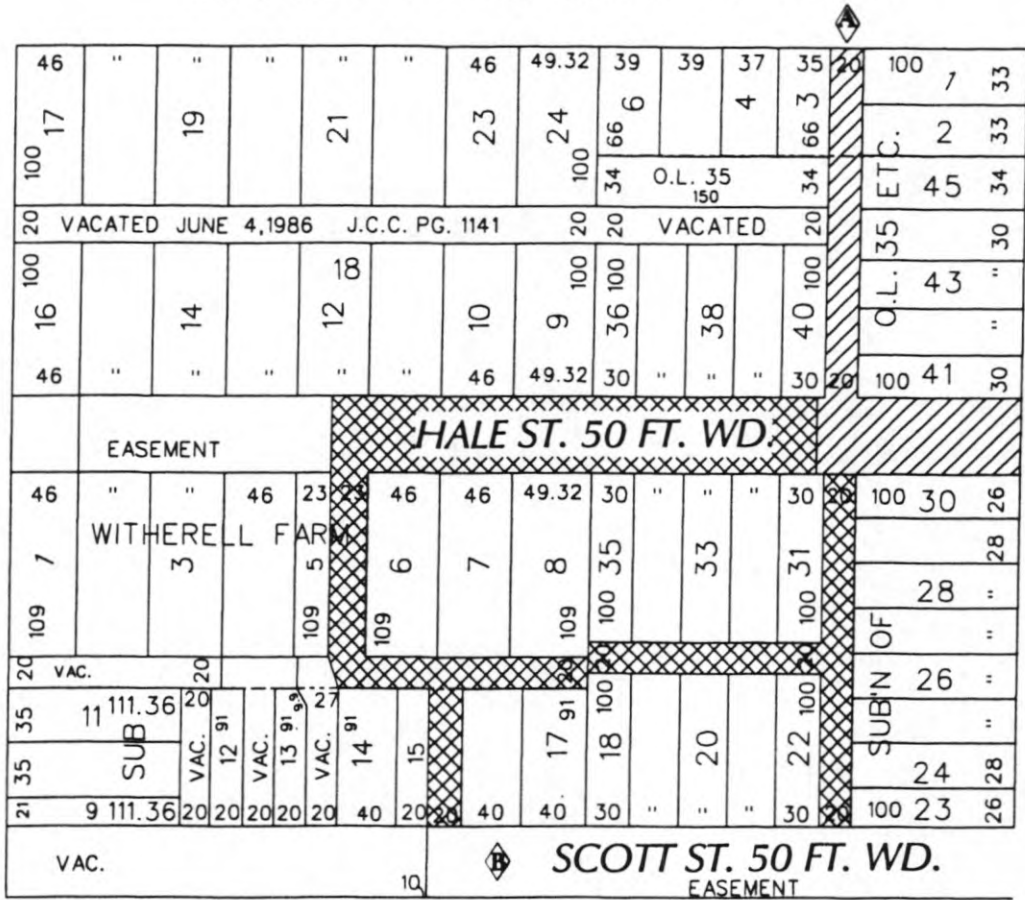 A
46 " " " " " 46 49.32 39 39 37 35 20 100 1 33
17 19 21 23 24 6 4 3
66 66 2 33
100 100 34 O.L. 35 34 45 34
150
20 VACATED JUNE 4,1986 J.C.C. PG. 1141 20 20 VACATED 20 30
O.L. 35 ETC.
100 18 100 100 100 43 "
16 14 12 10 9 36 38 40 "
46 " " " " " 46 49.32 30 " " " 30 20 100 41 30
HALE ST. 50 FT. WD.
EASEMENT
46 " " 46 23 23 46 46 49.32 30 " " " 30 20 100 30 26
WITHERELL FARM
28
1 3 5 6 7 8 35 33 31 28 "
109 109 109 109 100 100 "
20 VAC. 20 20 20 20 26 "
SUB'N OF
35 11 111.36 20 91 91 9.9 27 91 91 100 100 "
SUB VAC. 12 VAC. 13 VAC. 14 15 17 18 20 22
35 24 28
21 9 111.36 20 20 20 20 20 40 20 20 40 40 30 " " " 30 20 100 23 26
VAC. B SCOTT ST. 50 FT. WD.
10 EASEMENT